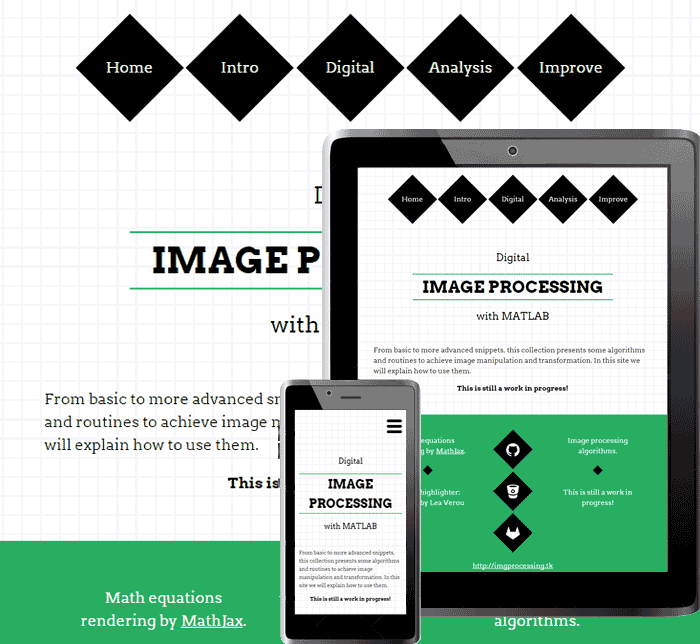 Home Intro Digital Analysis Improve
IMAGE P
with
From basic to more advanced
and routines to achieve image
will explain how to use them.
This is
Math equations
rendering by MathJax.
algorithms.
Home Intro Digital Analysis Improve
Digital
IMAGE PROCESSING
with MATLAB
From basic to more advanced snippets, this collection presents some algorithms
and routines to achieve image manipulation and transformation. In this site we
will explain how to use them.
This is still a work in progress!
equations
by MathJax.
highlighter:
by Lea Verou
Image processing
algorithms.
This is still a work in
progress!
http://imgprocessing.tk
Digital
IMAGE
PROCESSING
with MATLAB
From basic to more advanced snippets,
this collection presents some algorithms
and routines to achieve image
manipulation and transformation. In this
site we will explain how to use them.
This is still a work in progress!